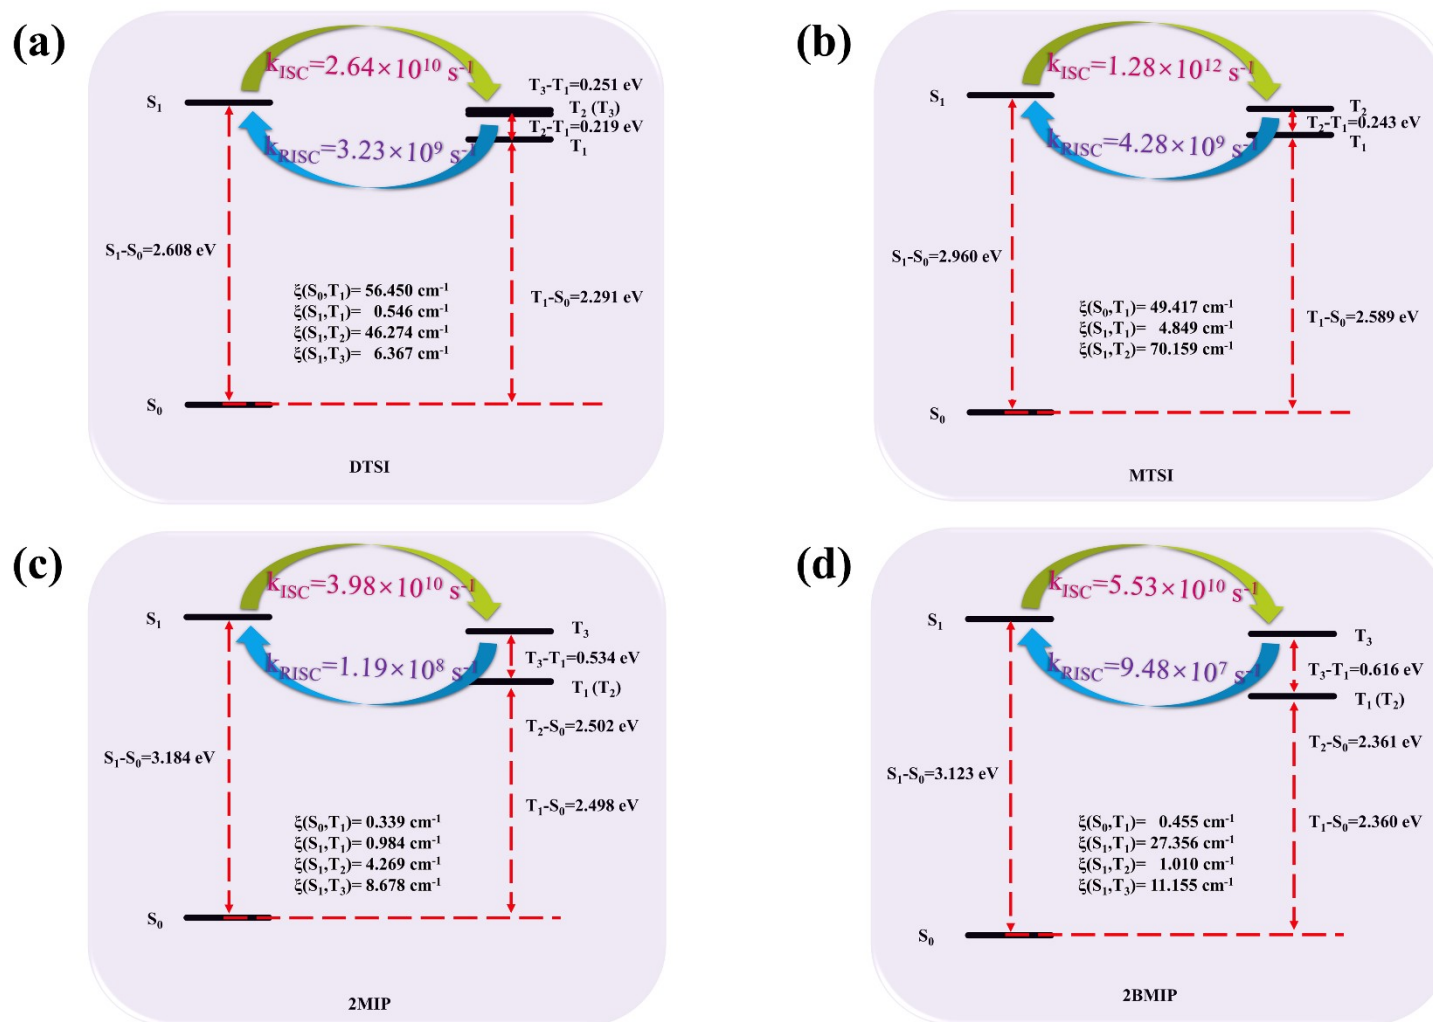 (a)
k_ISC=2.64×10¹⁰ s⁻¹
T₃-T₁=0.251 eV
S₁
T₂ (T₃)
T₂-T₁=0.219 eV
k_RISC=3.23×10⁹ s⁻¹
T₁
S₁-S₀=2.608 eV
ξ(S₀,T₁)= 56.450 cm⁻¹
T₁-S₀=2.291 eV
ξ(S₁,T₁)= 0.546 cm⁻¹
ξ(S₁,T₂)= 46.274 cm⁻¹
ξ(S₁,T₃)= 6.367 cm⁻¹
S₀
DTSI
(b)
k_ISC=1.28×10¹² s⁻¹
S₁
T₂
T₂-T₁=0.243 eV
k_RISC=4.28×10⁹ s⁻¹
T₁
S₁-S₀=2.960 eV
ξ(S₀,T₁)= 49.417 cm⁻¹
T₁-S₀=2.589 eV
ξ(S₁,T₁)= 4.849 cm⁻¹
ξ(S₁,T₂)= 70.159 cm⁻¹
S₀
MTSI
(c)
k_ISC=3.98×10¹⁰ s⁻¹
S₁
T₃
T₃-T₁=0.534 eV
k_RISC=1.19×10⁸ s⁻¹
T₁ (T₂)
T₂-S₀=2.502 eV
S₁-S₀=3.184 eV
T₁-S₀=2.498 eV
ξ(S₀,T₁)= 0.339 cm⁻¹
ξ(S₁,T₁)= 0.984 cm⁻¹
ξ(S₁,T₂)= 4.269 cm⁻¹
ξ(S₁,T₃)= 8.678 cm⁻¹
S₀
2MIP
(d)
k_ISC=5.53×10¹⁰ s⁻¹
S₁
T₃
T₃-T₁=0.616 eV
k_RISC=9.48×10⁷ s⁻¹
T₁ (T₂)
T₂-S₀=2.361 eV
S₁-S₀=3.123 eV
T₁-S₀=2.360 eV
ξ(S₀,T₁)= 0.455 cm⁻¹
ξ(S₁,T₁)= 27.356 cm⁻¹
ξ(S₁,T₂)= 1.010 cm⁻¹
ξ(S₁,T₃)= 11.155 cm⁻¹
S₀
2BMIP